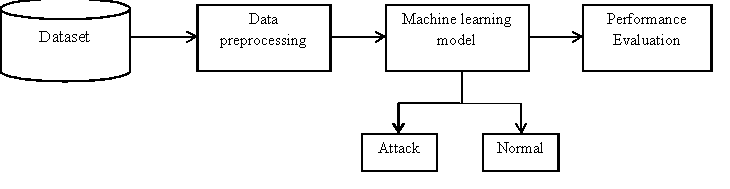 Dataset
Data
preprocessing
Machine learning
model
Performance
Evaluation
Attack
Normal